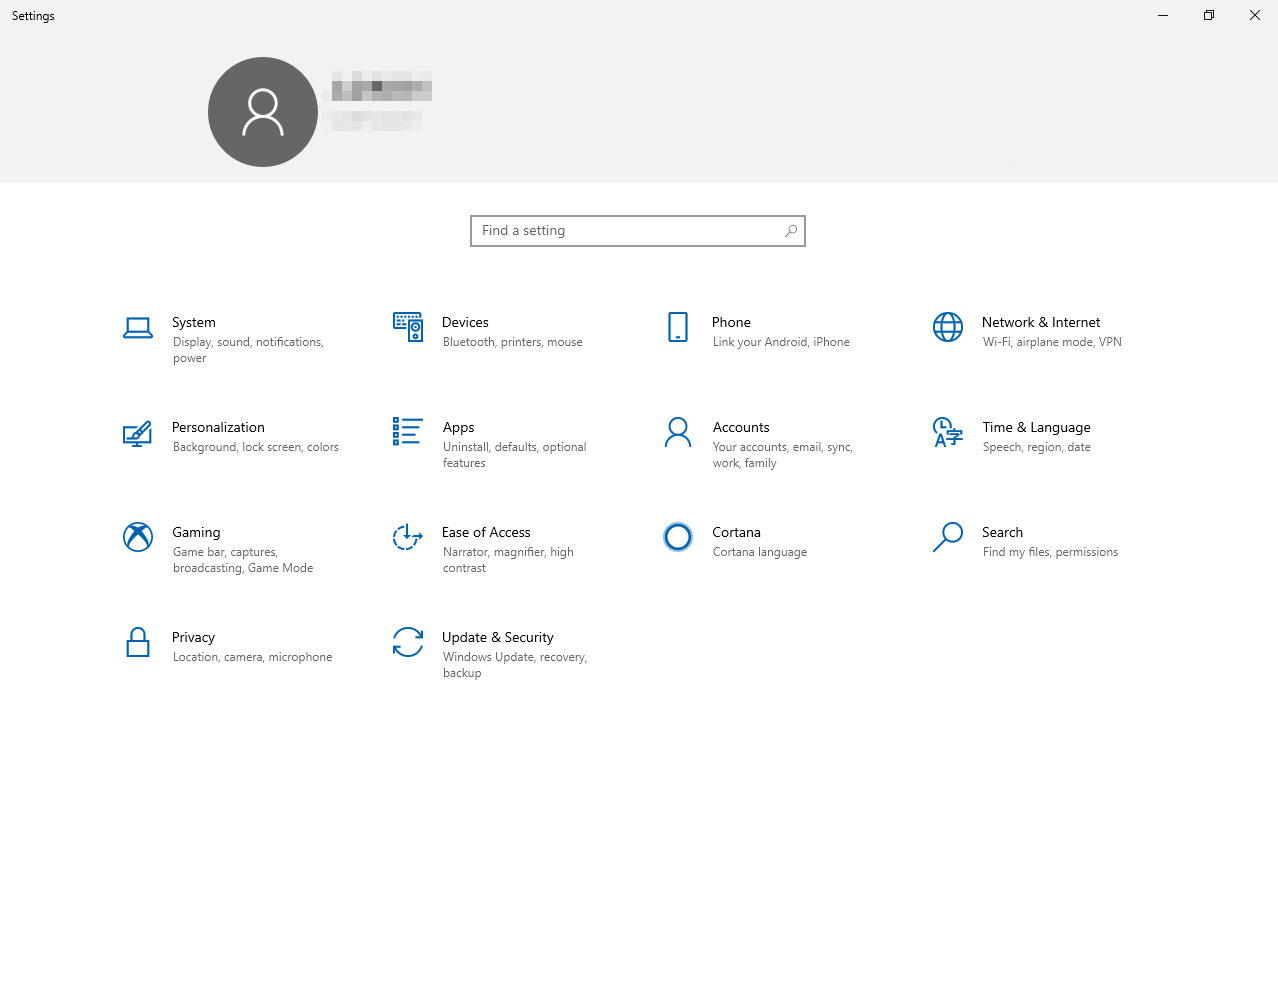 Settings
Find a setting
System
Display, sound, notifications,
power
Devices
Bluetooth, printers, mouse
Phone
Link your Android, iPhone
Network & Internet
Wi-Fi, airplane mode, VPN
Personalization
Background, lock screen, colors
Apps
Uninstall, defaults, optional
features
Accounts
Your accounts, email, sync,
work, family
Time & Language
Speech, region, date
Gaming
Game bar, captures,
broadcasting, Game Mode
Ease of Access
Narrator, magnifier, high
contrast
Cortana
Cortana language
Search
Find my files, permissions
Privacy
Location, camera, microphone
Update & Security
Windows Update, recovery,
backup